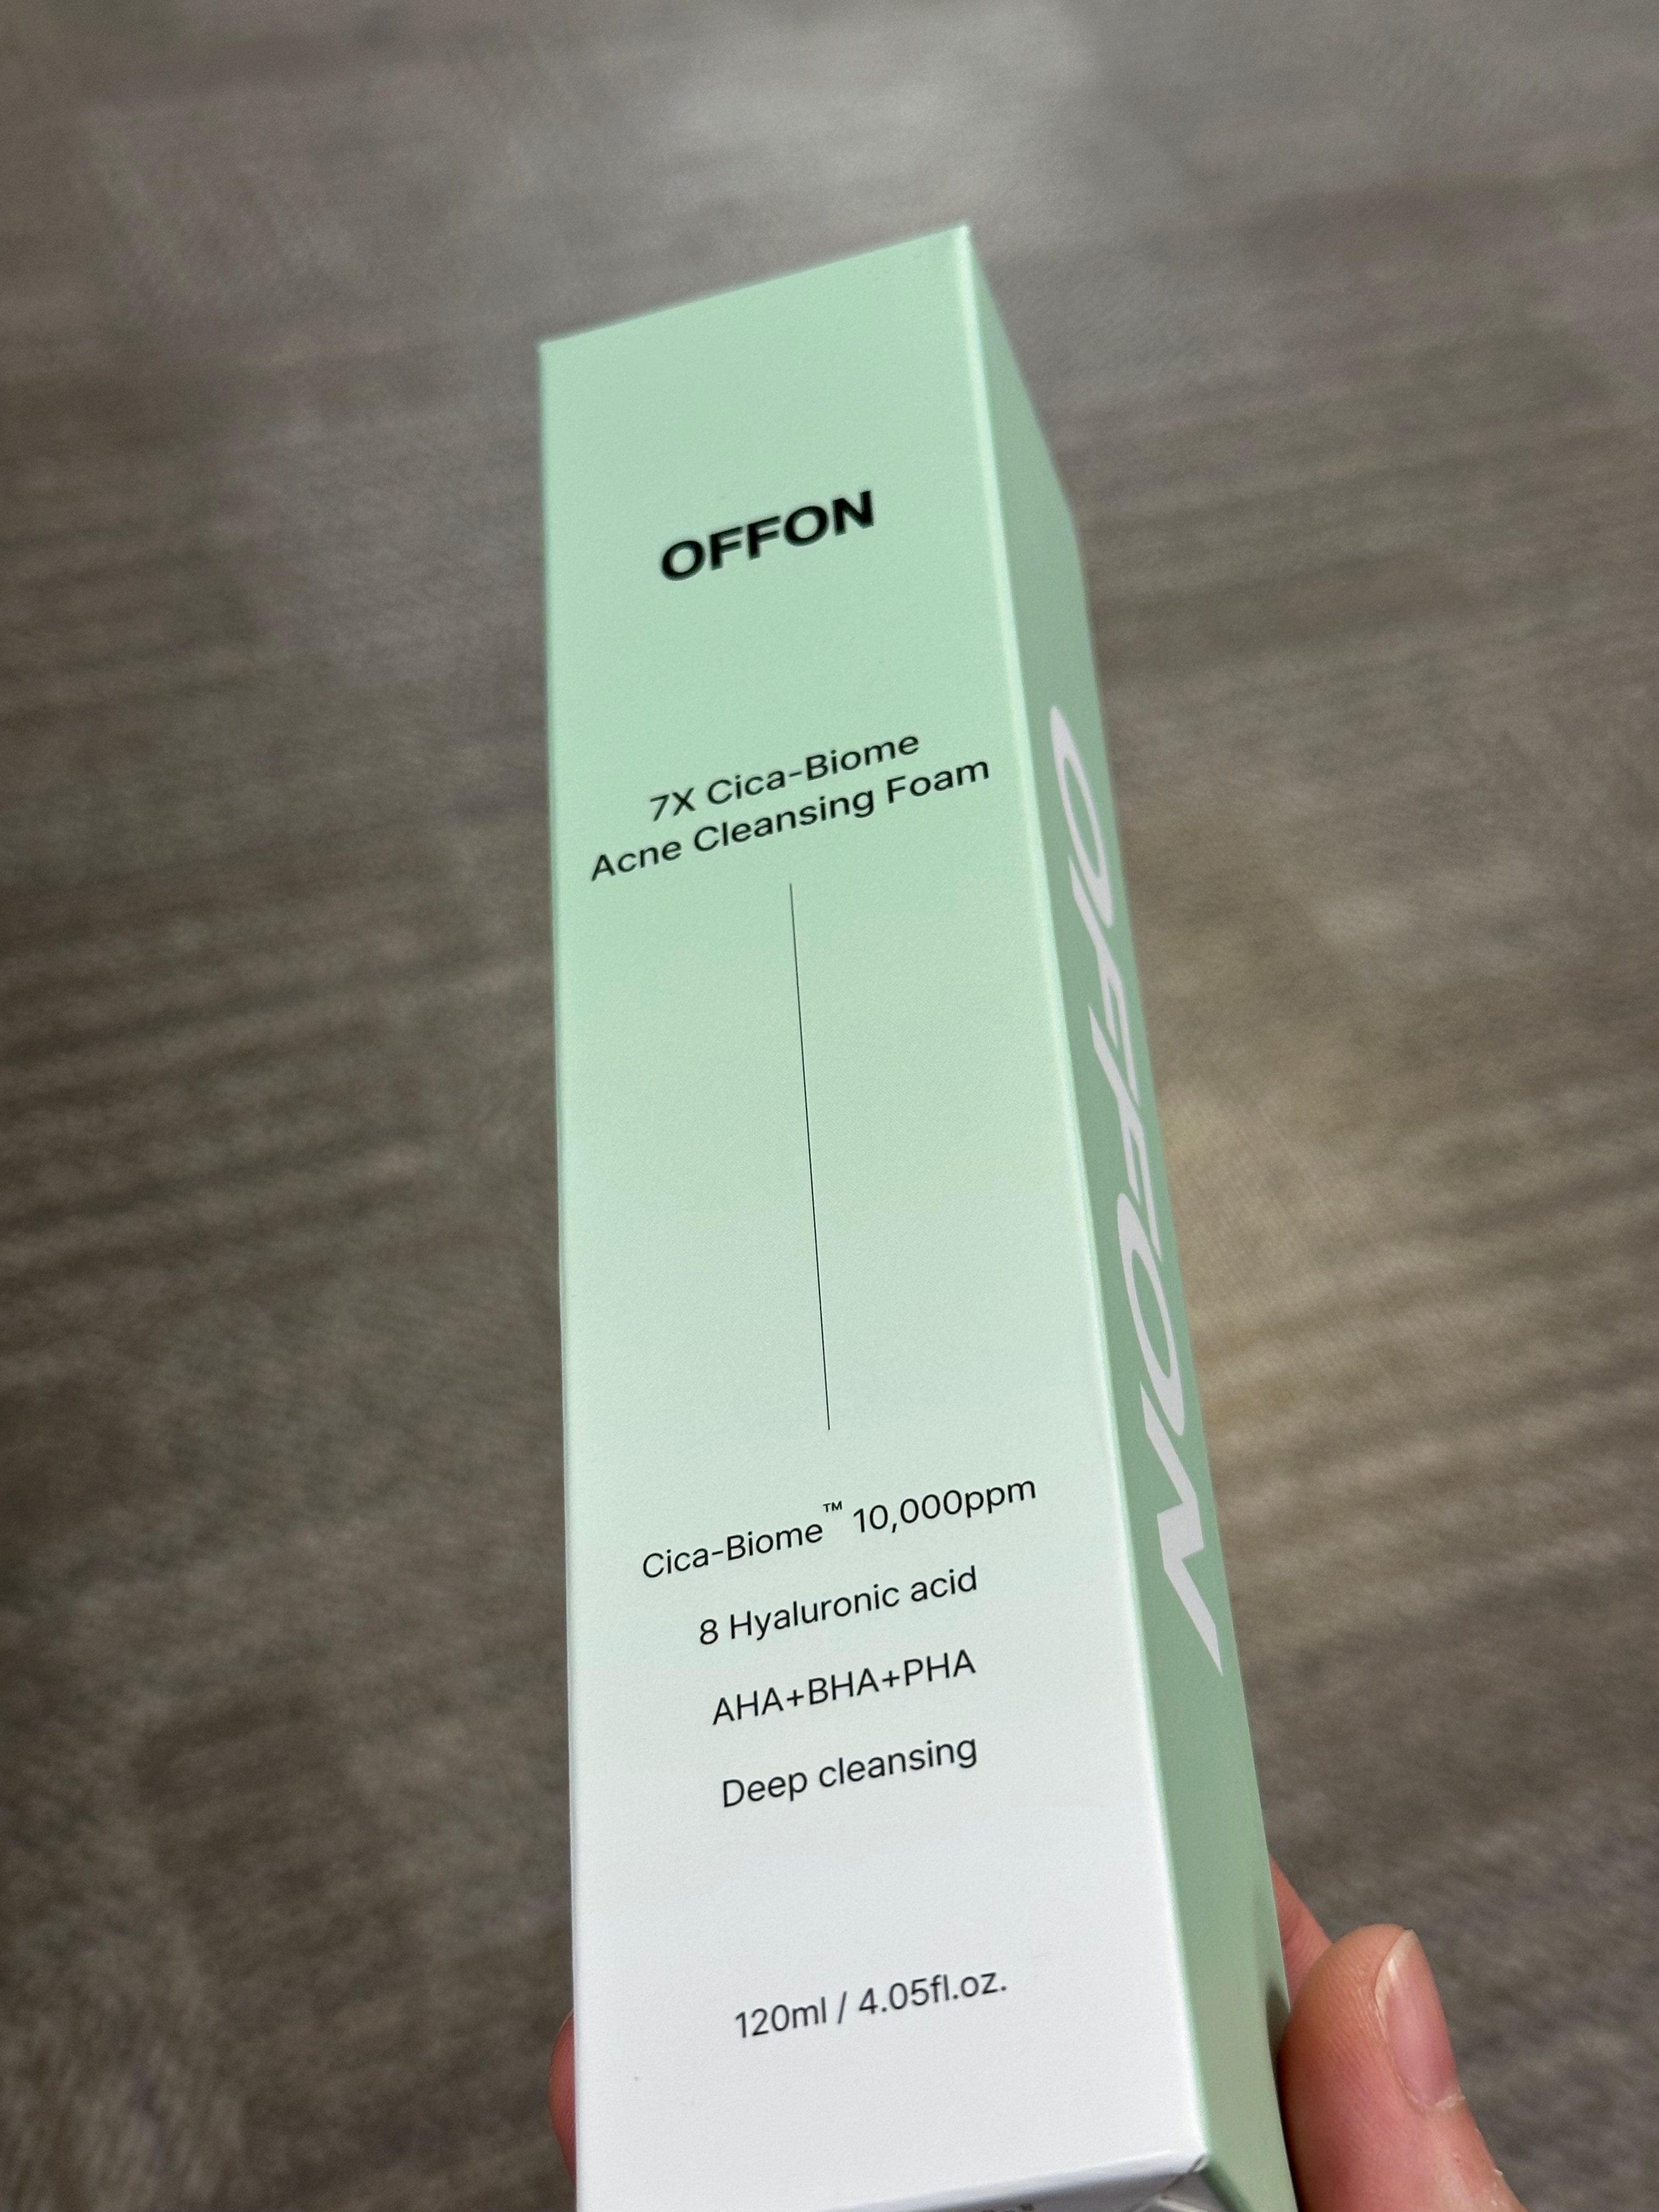 OFFON
7X Cica-Biome
Acne Cleansing Foam
Cica-Biome™ 10,000ppm
8 Hyaluronic acid
AHA+BHA+PHA
Deep cleansing
120ml / 4.05fl.oz.
OFFON